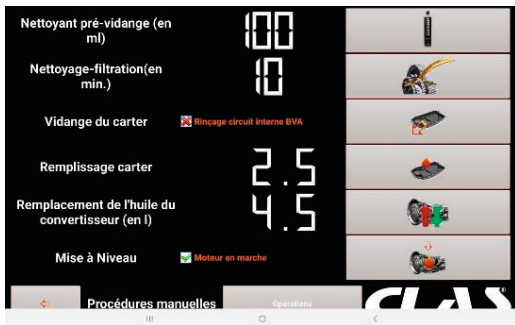 Nettoyant pré-vidange (en
ml)
100
Nettoyage-filtration(en
min.)
10
Vidange du carter
Rinçage circuit interne BVA
Remplissage carter
2.5
Remplacement de l'huile du
convertisseur (en l)
4.5
Mise à Niveau
Moteur en marche
Procédures manuelles
Opérations
CLAS